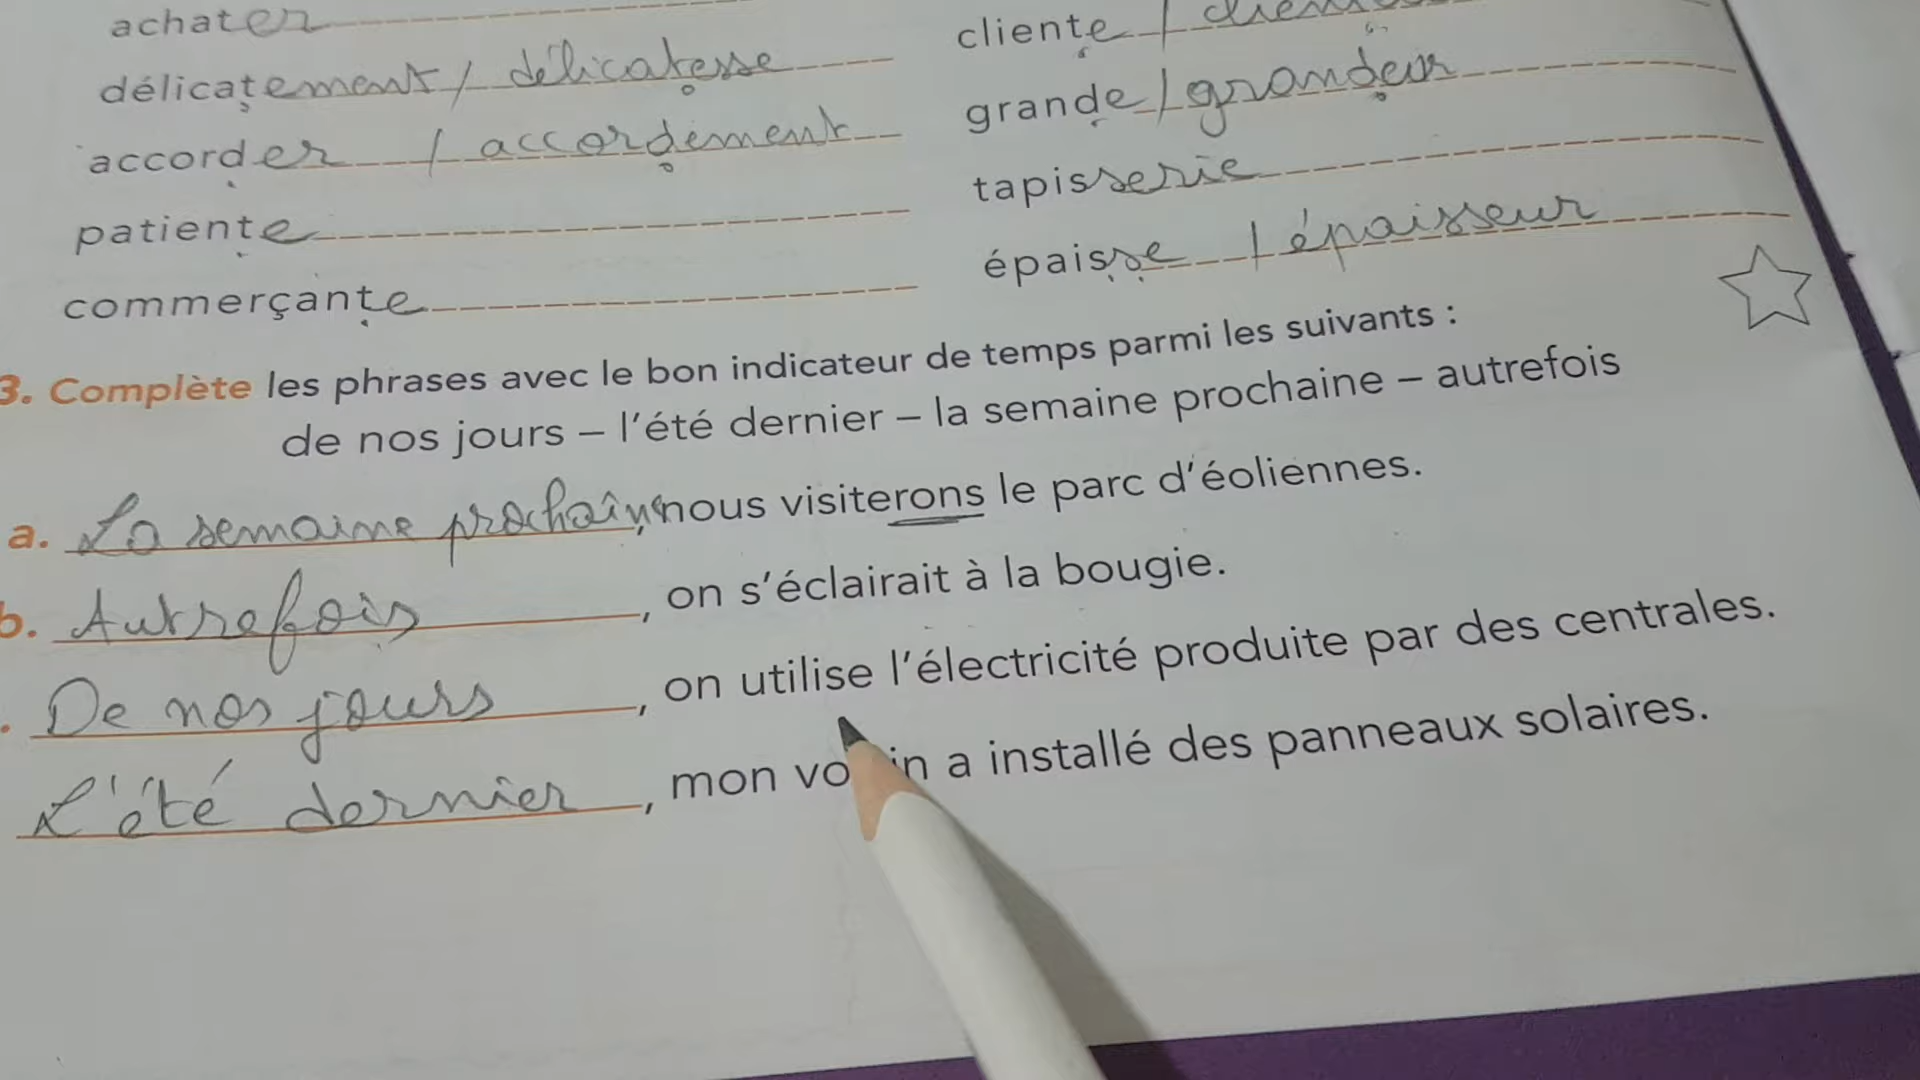 achater
délicatement / délicatesse
accorder / accordement
patiente
commerçante
cliente /
grande / grandeur
tapisserie
épaisse / épaisseur
3. Complète les phrases avec le bon indicateur de temps parmi les suivants :
de nos jours – l'été dernier – la semaine prochaine – autrefois
a. La semaine prochaîne, nous visiterons le parc d'éoliennes.
b. Autrefois, on s'éclairait à la bougie.
. De nos jours, on utilise l'électricité produite par des centrales.
L'été dernier, mon vo in a installé des panneaux solaires.